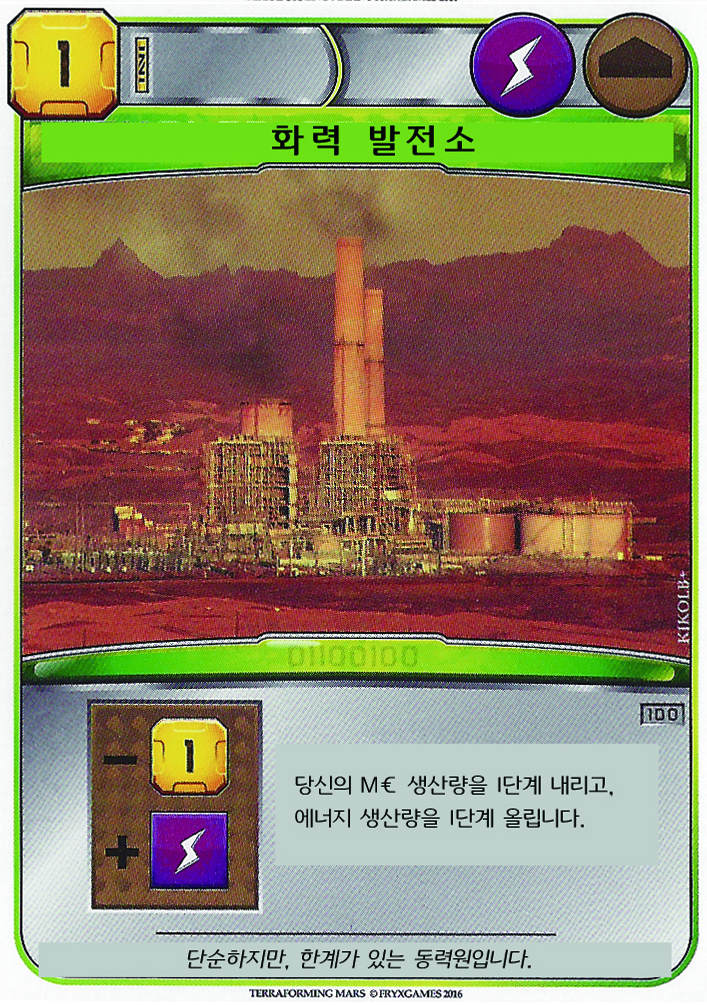 1
화력 발전소
KIKOLB+
01100100
100
- 1
+
당신의 M€ 생산량을 1단계 내리고,
에너지 생산량을 1단계 올립니다.
단순하지만, 한계가 있는 동력원입니다.
TERRAFORMING MARS © FRYXGAMES 2016